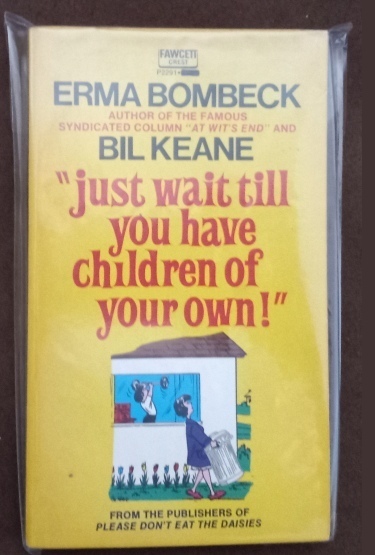 FAWCETT
CREST
ERMA BOMBECK
AUTHOR OF THE FAMOUS
SYNDICATED COLUMN "AT WIT'S END" AND
BIL KEANE
"just wait till
you have
children of
your own!"
FROM THE PUBLISHERS OF
PLEASE DON'T EAT THE DAISIES